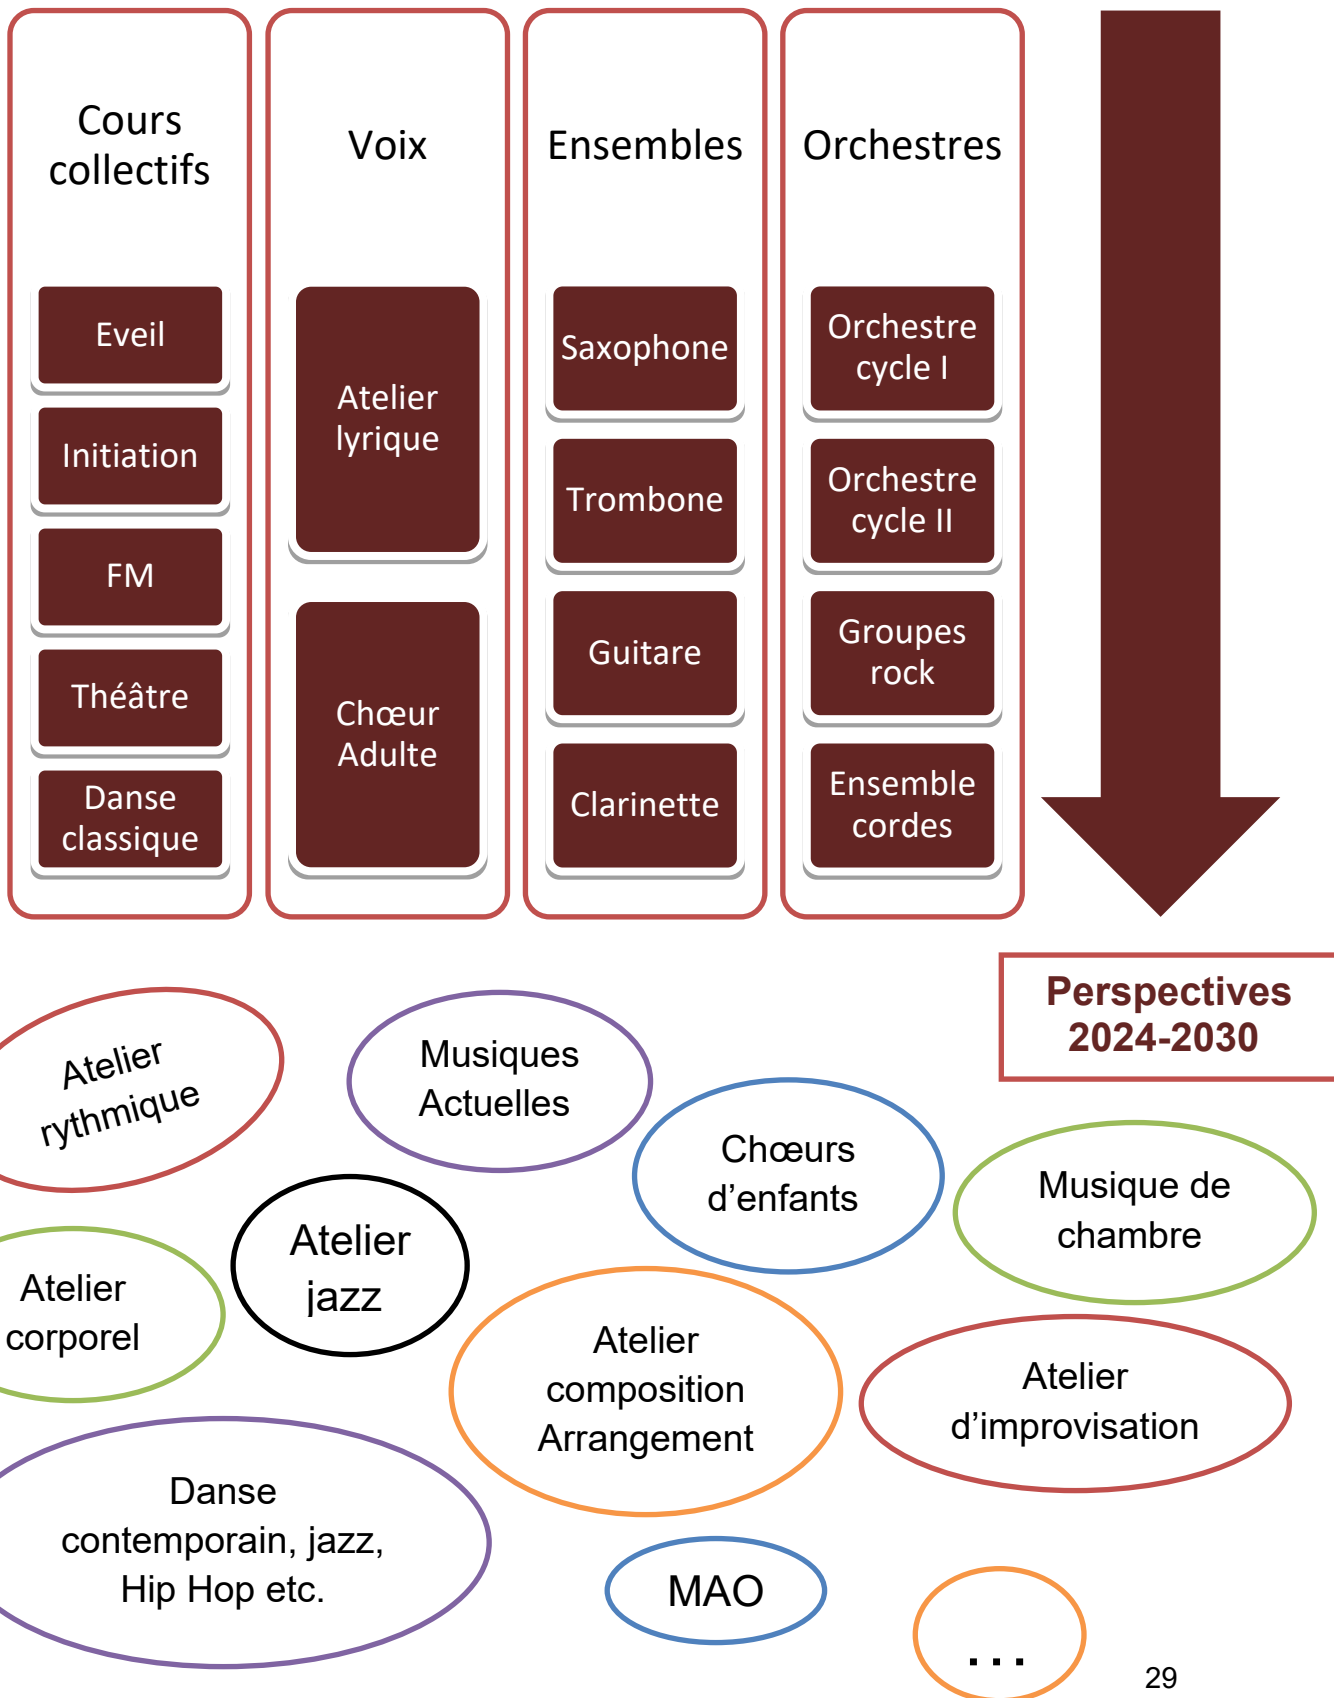 Cours
collectifs
Eveil
Initiation
FM
Théâtre
Danse
classique
Voix
Atelier
lyrique
Chœur
Adulte
Ensembles
Saxophone
Trombone
Guitare
Clarinette
Orchestres
Orchestre
cycle I
Orchestre
cycle II
Groupes
rock
Ensemble
cordes
Perspectives
2024-2030
Atelier
rythmique
Musiques
Actuelles
Chœurs
d’enfants
Musique de
chambre
Atelier
corporel
Atelier
jazz
Atelier
composition
Arrangement
Atelier
d’improvisation
Danse
contemporain, jazz,
Hip Hop etc.
MAO
...
29